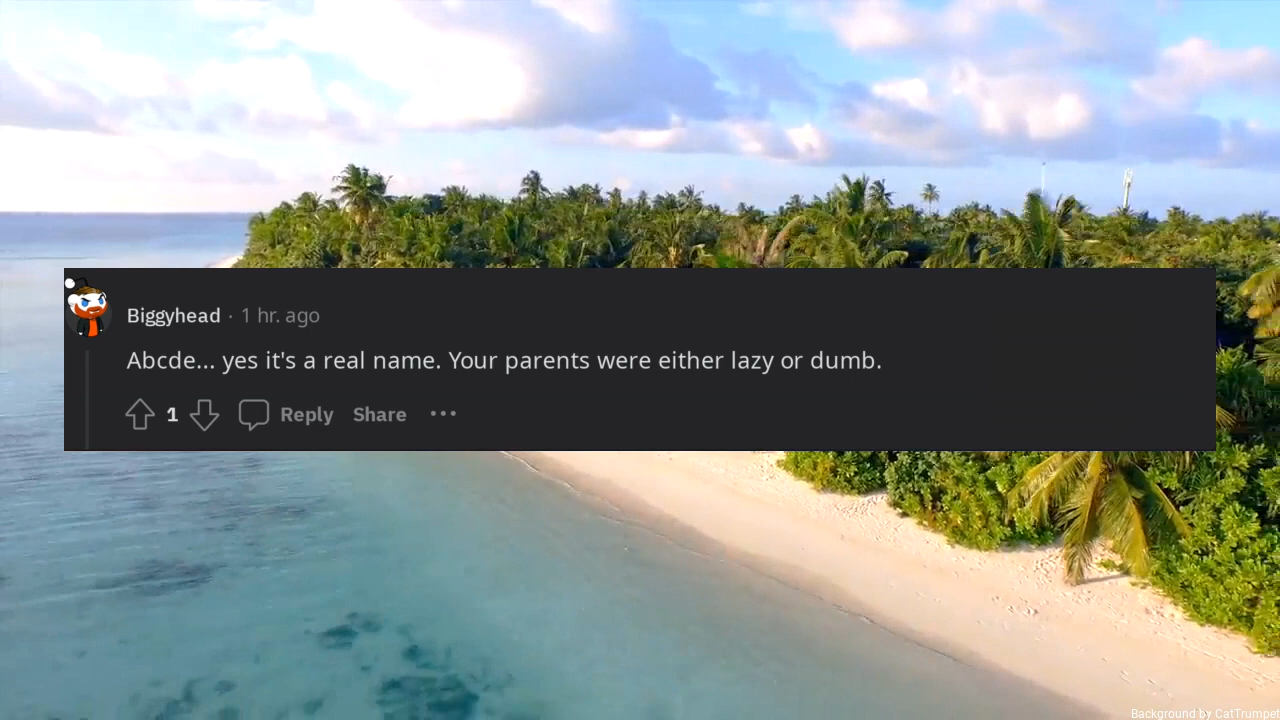 Biggyhead · 1 hr. ago
Abcde... yes it's a real name. Your parents were either lazy or dumb.
1 Reply Share ···
Background by CatTrumpet